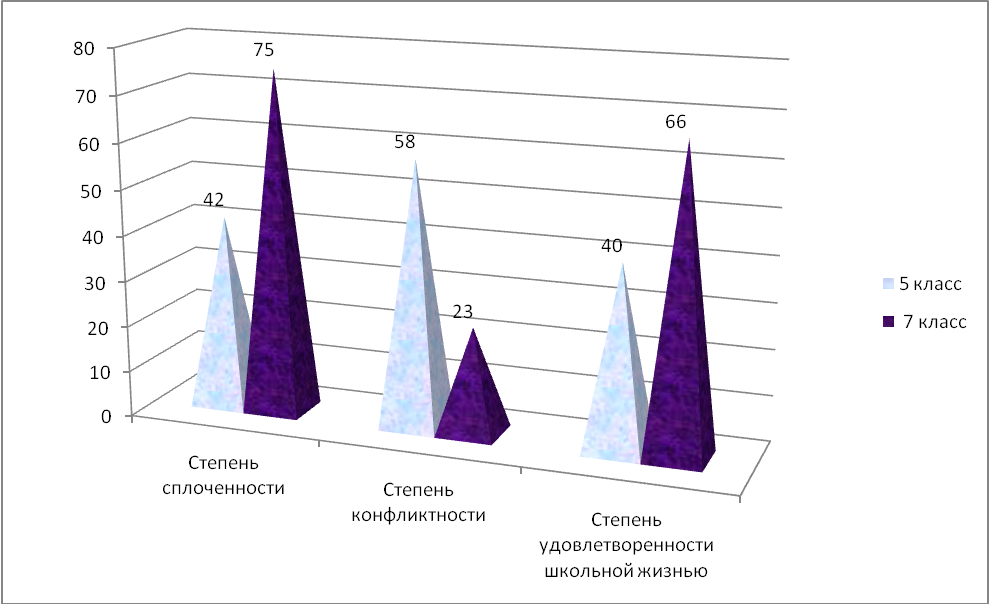 80
70
60
50
40
30
20
10
0
42
75
58
23
40
66
Степень
сплоченности
Степень
конфликтности
Степень
удовлетворенности
школьной жизнью
5 класс
7 класс